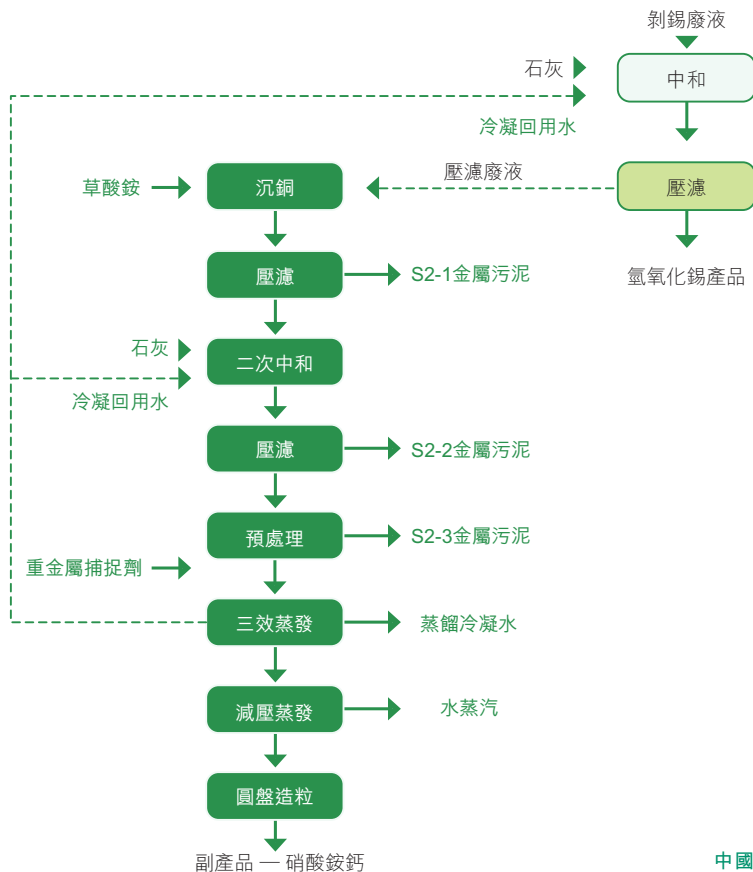 剝錫廢液
石灰
中和
冷凝回用水
壓濾廢液
草酸銨
沉銅
壓濾
壓濾
S2-1金屬污泥
氫氧化錫產品
石灰
二次中和
冷凝回用水
壓濾
S2-2金屬污泥
預處理
S2-3金屬污泥
重金屬捕捉劑
三效蒸發
蒸餾冷凝水
減壓蒸發
水蒸汽
圓盤造粒
副產品 — 硝酸銨鈣
中國